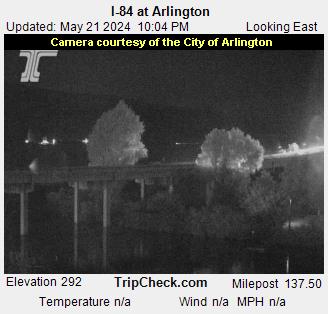 I-84 at Arlington
Updated: May 21 2024 10:04 PM Looking East
Camera courtesy of the City of Arlington
Elevation 292 TripCheck.com Milepost 137.50
Temperature n/a Wind n/a MPH n/a